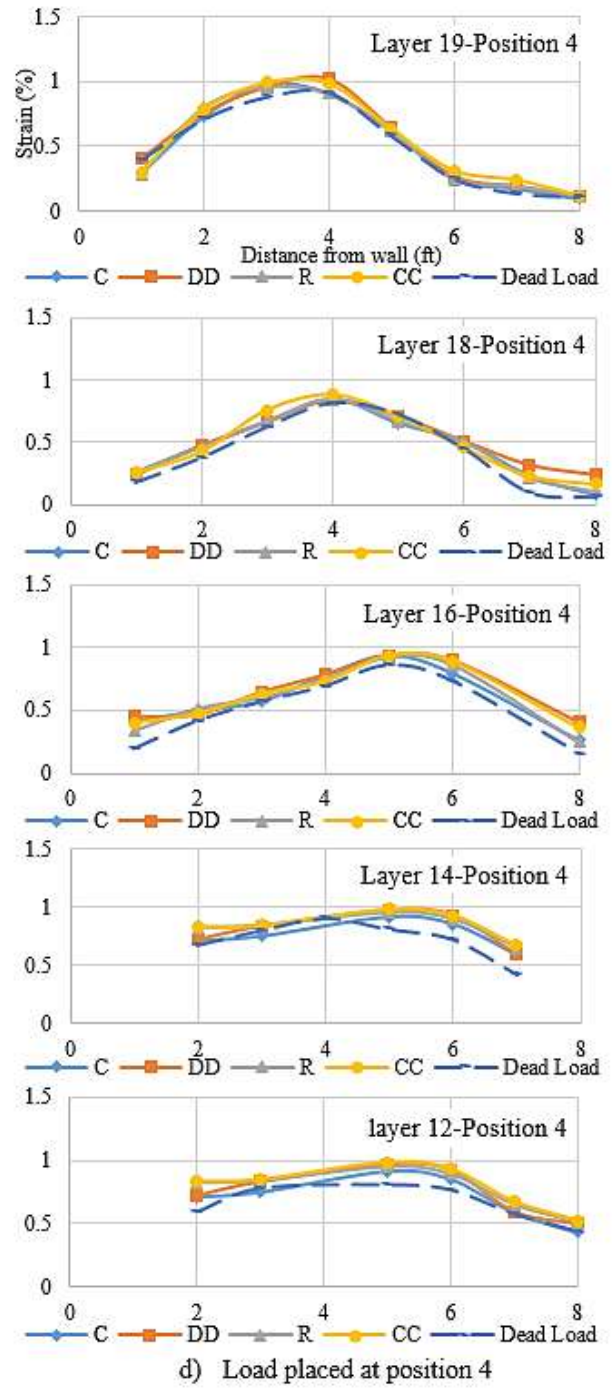 1.5
Layer 19-Position 4
1
Strain (%)
0.5
0
0 2 4 6 8
Distance from wall (ft)
C DD R CC Dead Load
1.5
Layer 18-Position 4
1
0.5
0
0 2 4 6 8
C DD R CC Dead Load
1.5
Layer 16-Position 4
1
0.5
0
0 2 4 6 8
C DD R CC Dead Load
1.5
Layer 14-Position 4
1
0.5
0
0 2 4 6 8
C DD R CC Dead Load
1.5
layer 12-Position 4
1
0.5
0
0 2 4 6 8
C DD R CC Dead Load
d) Load placed at position 4